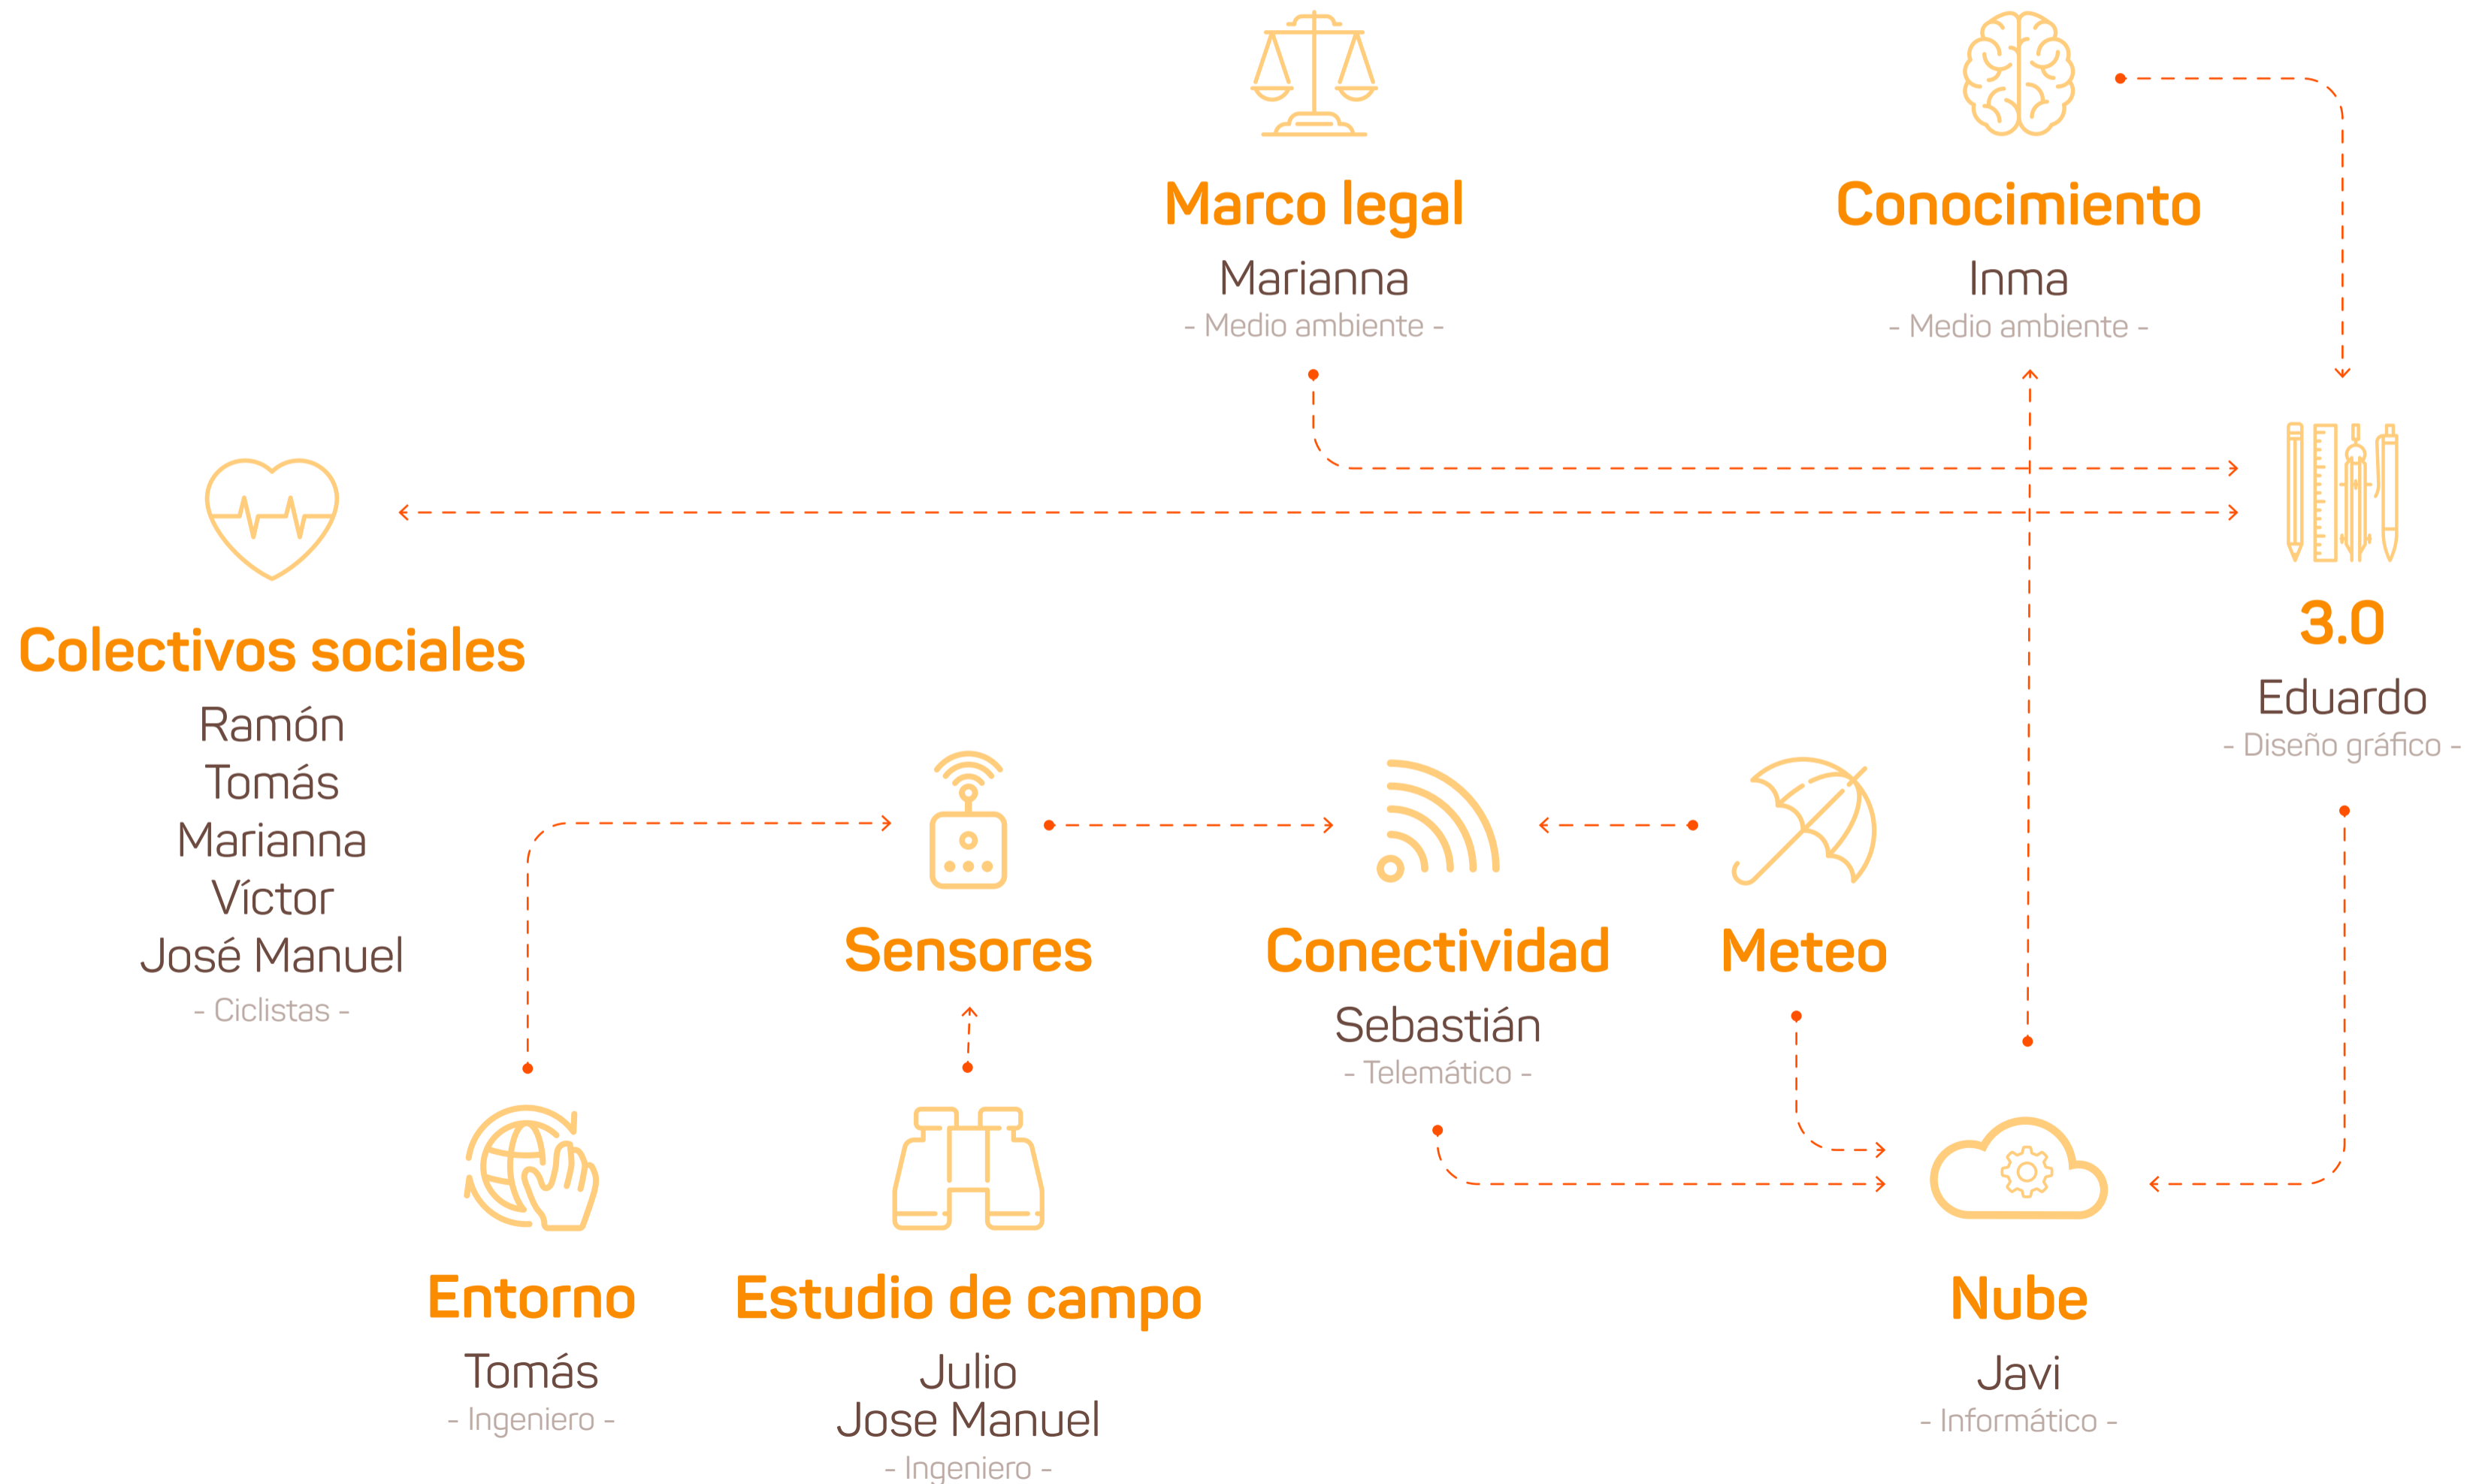 Marco legal
Marianna
- Medio ambiente -
Conocimiento
Inma
- Medio ambiente -
Colectivos sociales
Ramón
Tomás
Marianna
Víctor
José Manuel
- Ciclistas -
3.0
Eduardo
- Diseño gráfico -
Sensores
Conectividad
Sebastián
- Telemático -
Meteo
Entorno
Tomás
- Ingeniero -
Estudio de campo
Julio
Jose Manuel
- Ingeniero -
Nube
Javi
- Informático -